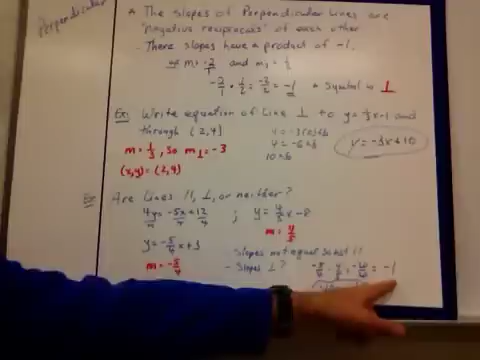 Perpendicular
* The slopes of Perpendicular Lines are
"negative reciprocals" of each other
- There slopes have a product of -1.
m = -2/1 and m₁ = 1/2
-2/1 · 1/2 = -2/2 = -1 * Symbol is ⊥
Ex: Write equation of Line ⊥ to y = 1/3x-1 and
through (2,4)
m = 1/3, so m⊥ = -3
(x,y) = (2,4)
4 = -3(2)+b
4 = -6+b
10 = b
y = -3x+10
Ex: Are Lines //, ⊥, or neither?
4y/4 = -5x/4 + 12/4 ; y = 4/5x-8
y = -5/4x+3
m = -5/4
m = 4/5
Slopes not equal so not //
- Slopes ⊥? -5/4 · 4/5 = -20/20 = -1